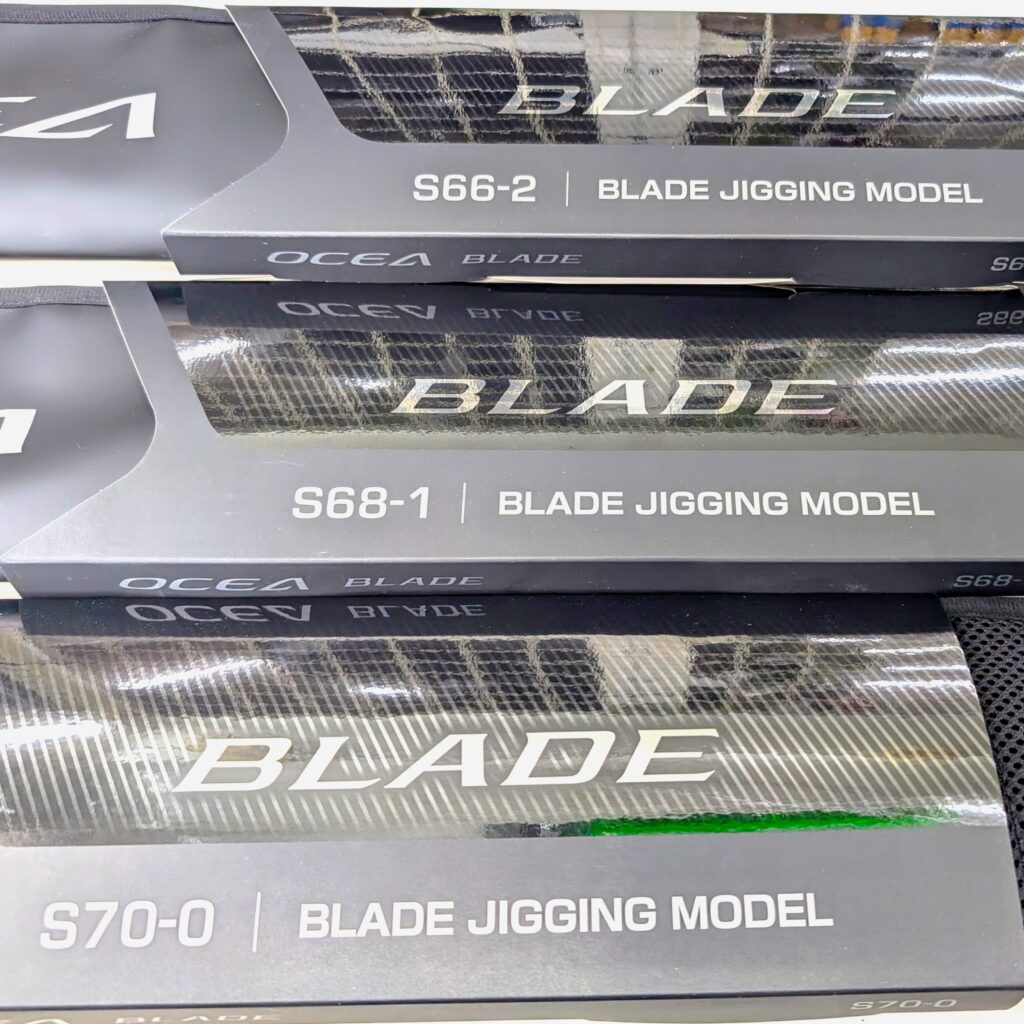 BLADE
S66-2 | BLADE JIGGING MODEL
OCEA BLADE
BLADE
S68-1 | BLADE JIGGING MODEL
OCEA BLADE
BLADE
S70-0 | BLADE JIGGING MODEL
BLADE S70-0